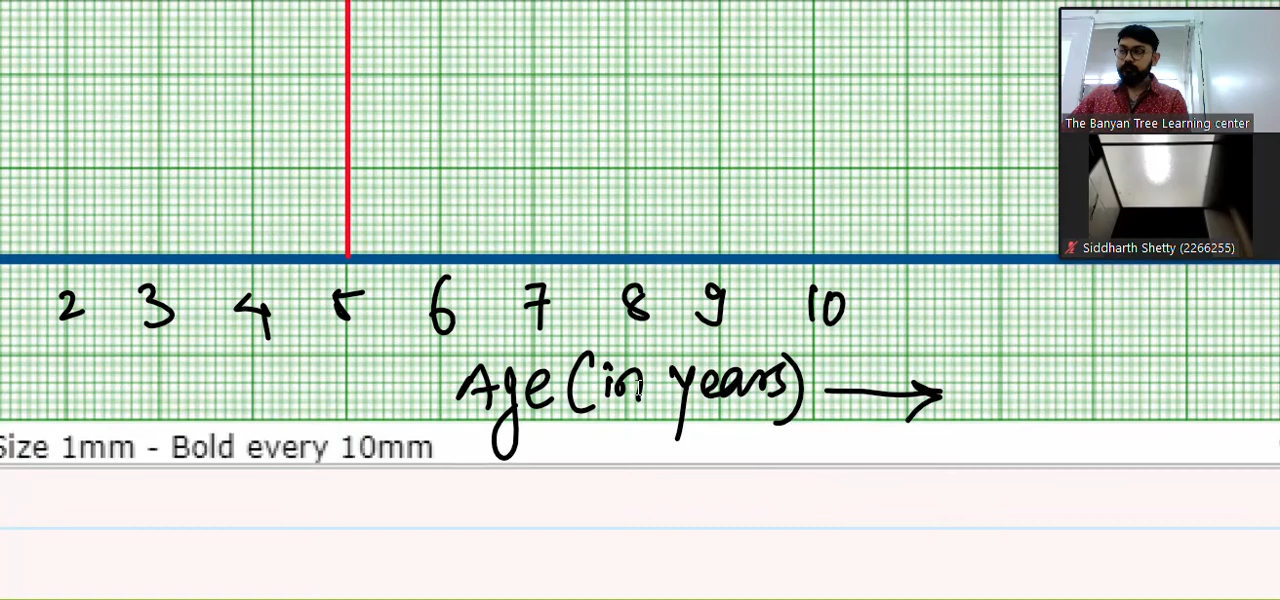 The Banyan Tree Learning center
Siddharth Shetty (2266255)
2 3 4 5 6 7 8 9 10
Age (in years) →
Size 1mm - Bold every 10mm